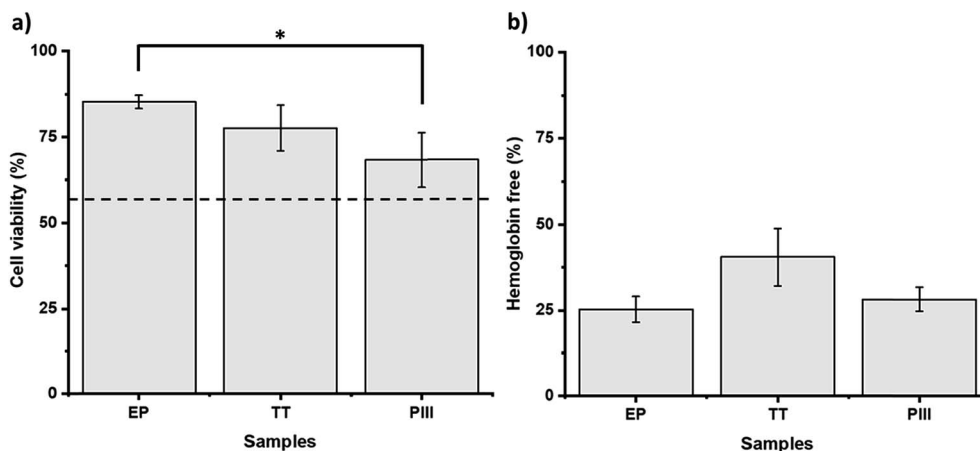 a)
*
100
75
50
25
0
Cell viability (%)
EP TT PIII
Samples
b)
100
75
50
25
0
Hemoglobin free (%)
EP TT PIII
Samples